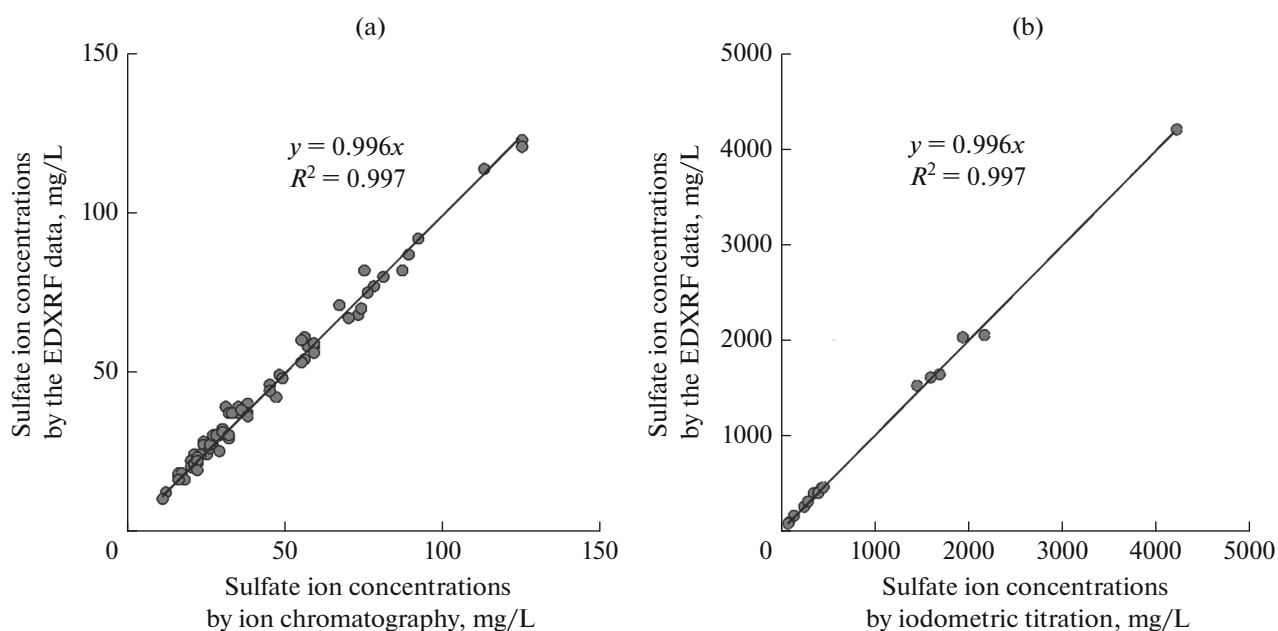 (a)
150
100
50
0
50
100
150
y = 0.996x
R² = 0.997
Sulfate ion concentrations
by the EDXRF data, mg/L
Sulfate ion concentrations
by ion chromatography, mg/L
(b)
5000
4000
3000
2000
1000
0
1000
2000
3000
4000
5000
y = 0.996x
R² = 0.997
Sulfate ion concentrations
by the EDXRF data, mg/L
Sulfate ion concentrations
by iodometric titration, mg/L